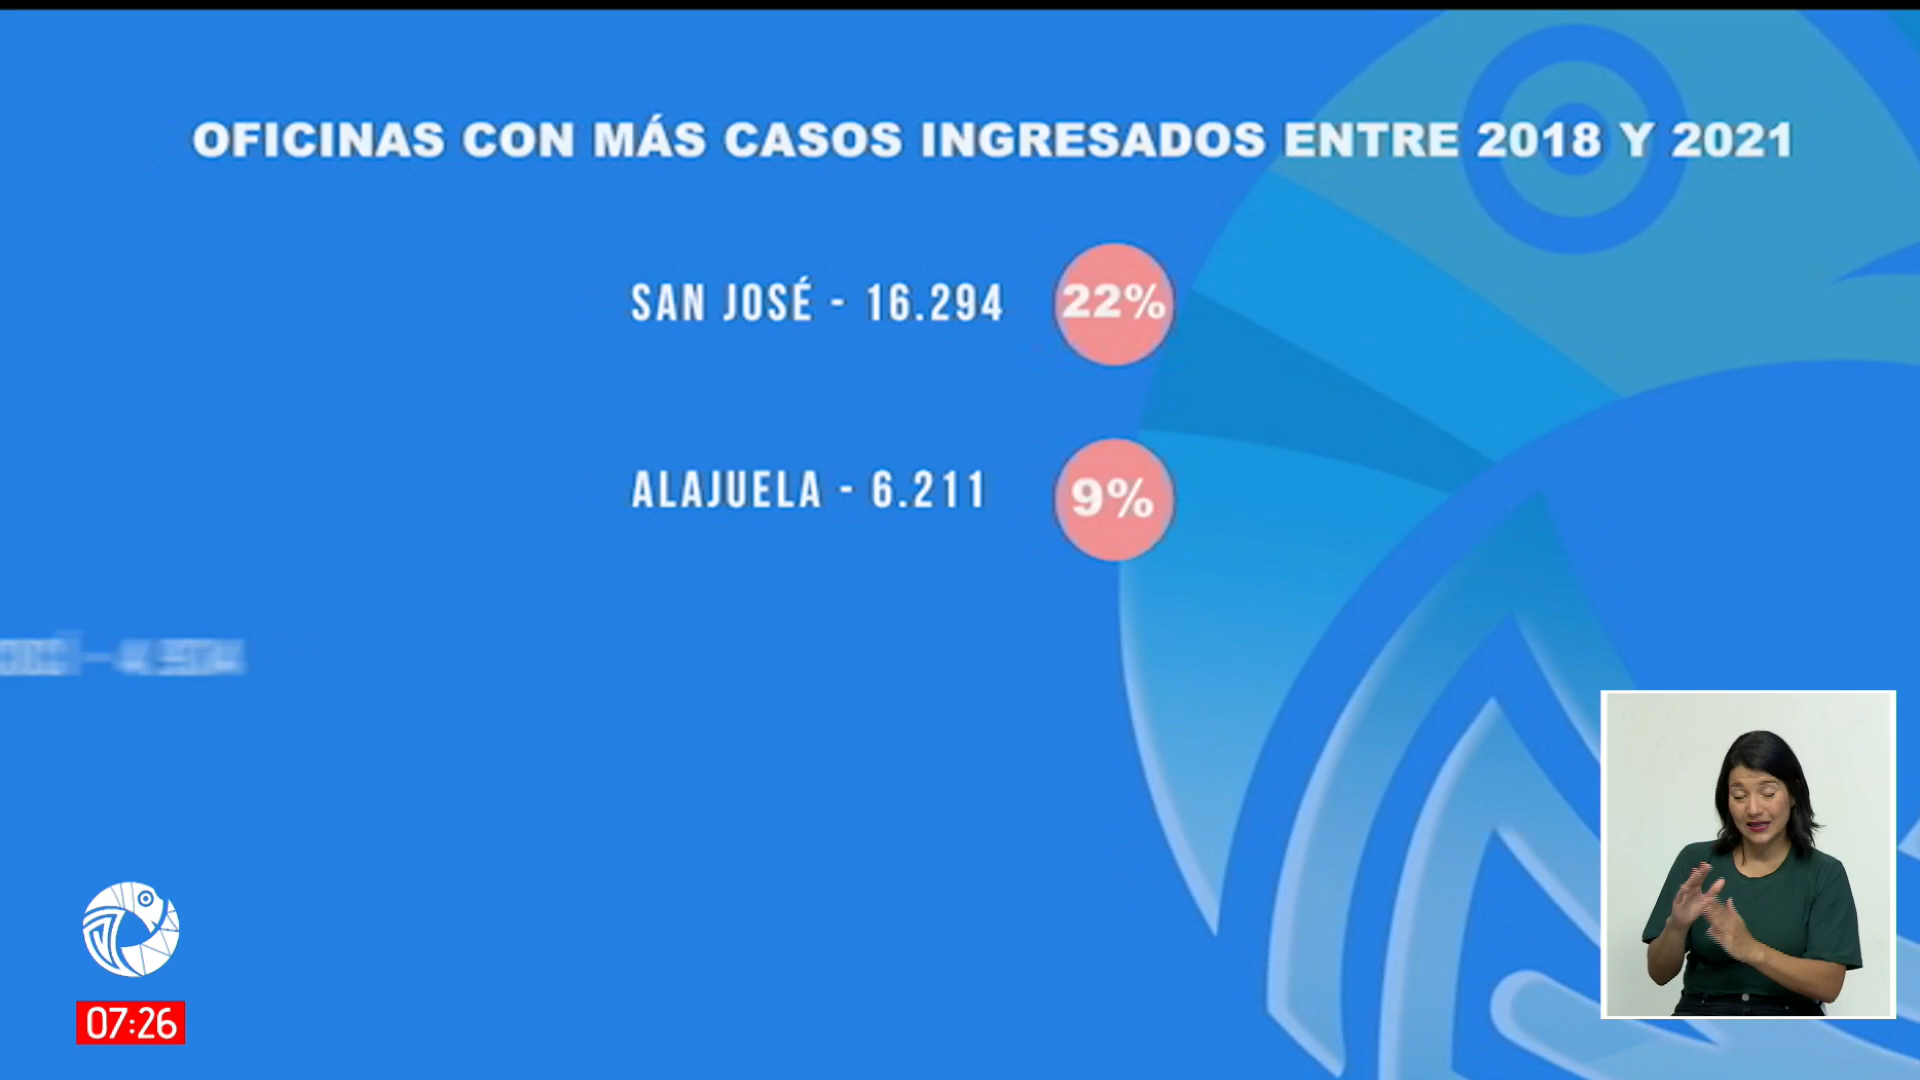 OFICINAS CON MÁS CASOS INGRESADOS ENTRE 2018 Y 2021
SAN JOSÉ - 16.294 22%
ALAJUELA - 6.211 9%
07:26